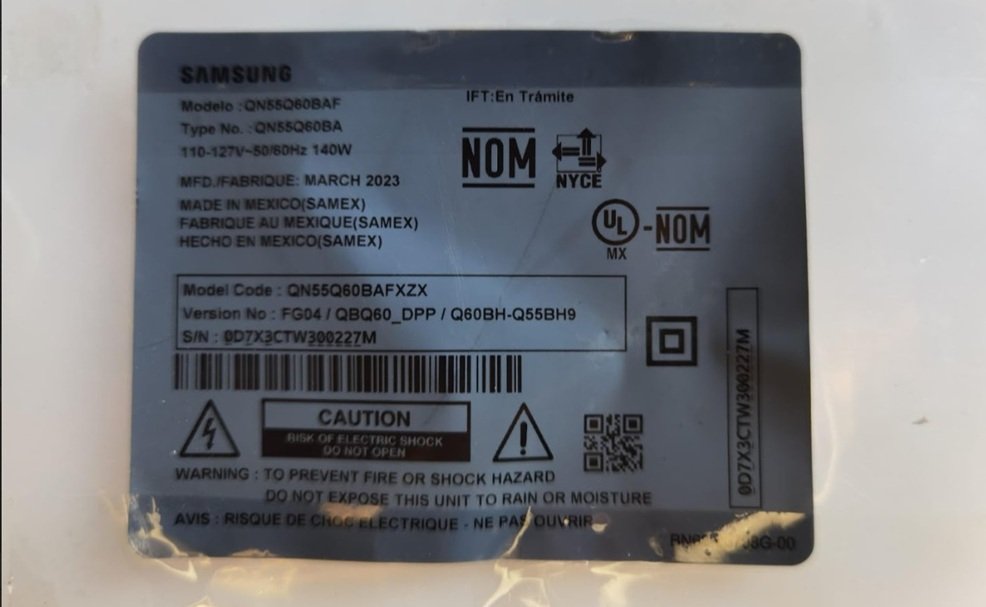 SAMSUNG
Modelo : QN55Q60BAF
Type No. : QN55Q60BA
110-127V~50/60Hz 140W
MFD./FABRIQUE: MARCH 2023
MADE IN MEXICO(SAMEX)
FABRIQUE AU MEXIQUE(SAMEX)
HECHO EN MEXICO(SAMEX)
IFT:En Trámite
NOM
NYCE
UL
MX
-NOM
Model Code : QN55Q60BAFXZX
Version No : FG04 / QBQ60_DPP / Q60BH-Q55BH9
S/N : 0D7X3CTW300227M
0D7X3CTW300227M
CAUTION
RISK OF ELECTRIC SHOCK
DO NOT OPEN
WARNING : TO PREVENT FIRE OR SHOCK HAZARD
DO NOT EXPOSE THIS UNIT TO RAIN OR MOISTURE
AVIS : RISQUE DE CHOC ELECTRIQUE - NE PAS OUVRIR